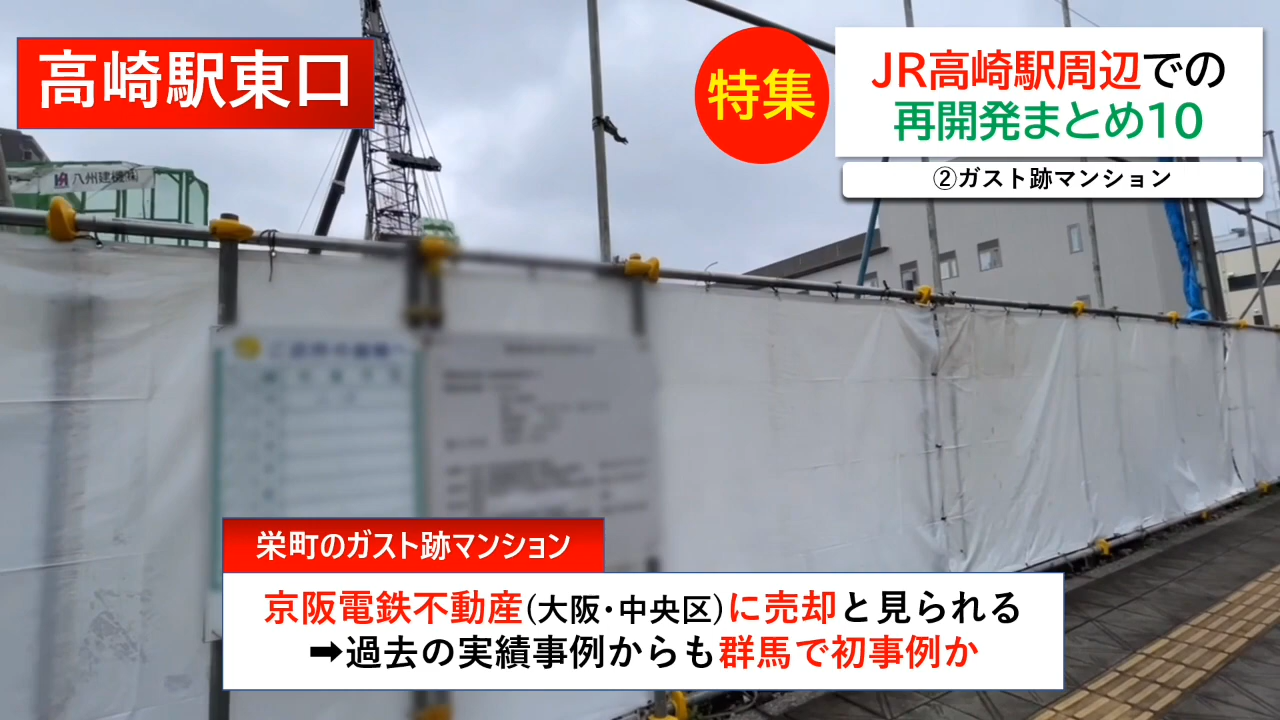 高崎駅東口
特集
JR高崎駅周辺での
再開発まとめ10
②ガスト跡マンション
八州建機㈱
栄町のガスト跡マンション
京阪電鉄不動産(大阪・中央区)に売却と見られる
➡過去の実績事例からも群馬で初事例か